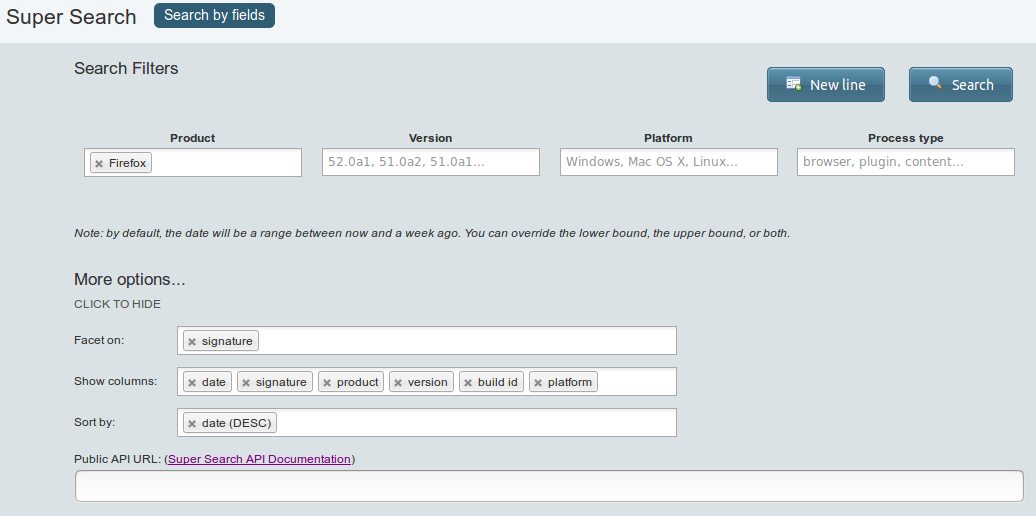 Super Search Search by fields
Search Filters
New line Search
Product Version Platform Process type
Firefox 52.0a1, 51.0a2, 51.0a1... Windows, Mac OS X, Linux... browser, plugin, content...
Note: by default, the date will be a range between now and a week ago. You can override the lower bound, the upper bound, or both.
More options...
CLICK TO HIDE
Facet on: signature
Show columns: date signature product version build id platform
Sort by: date (DESC)
Public API URL: (Super Search API Documentation)